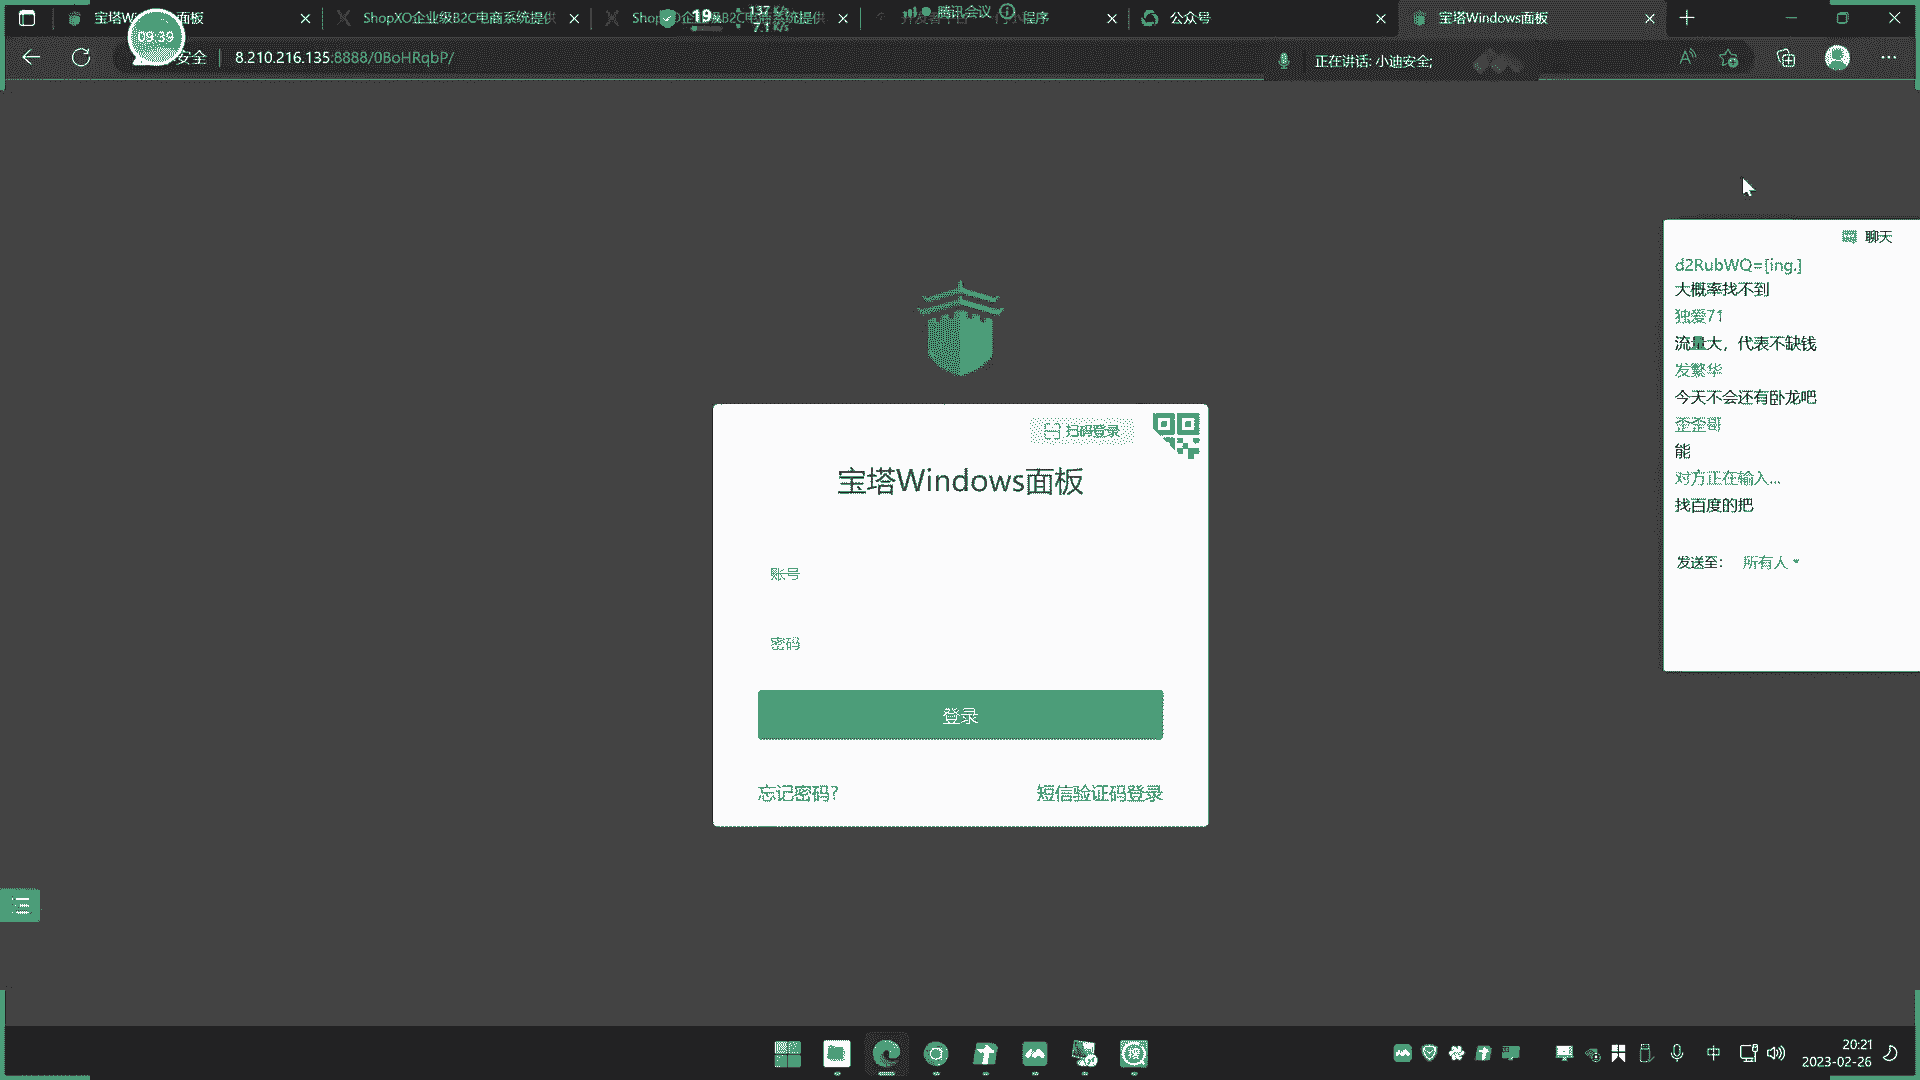 宝塔Wi
面板
ShopXO企业级B2C电商系统提供
Shop
O企业级B2C电商系统提供
19
137
7.1
腾讯会议
程序
公众号
宝塔Windows面板
09:39
安全
8.210.216.135:8888/0BoHRqbP/
正在讲话: 小迪安全;
聊天
d2RubWQ=[ing.]
大概率找不到
独爱71
流量大，代表不缺钱
发繁华
今天不会还有卧龙吧
歪歪哥
能
对方正在输入...
找百度的把
发送至：
所有人
扫码登录
宝塔Windows面板
账号
密码
登录
忘记密码?
短信验证码登录
中
20:21
2023-02-26